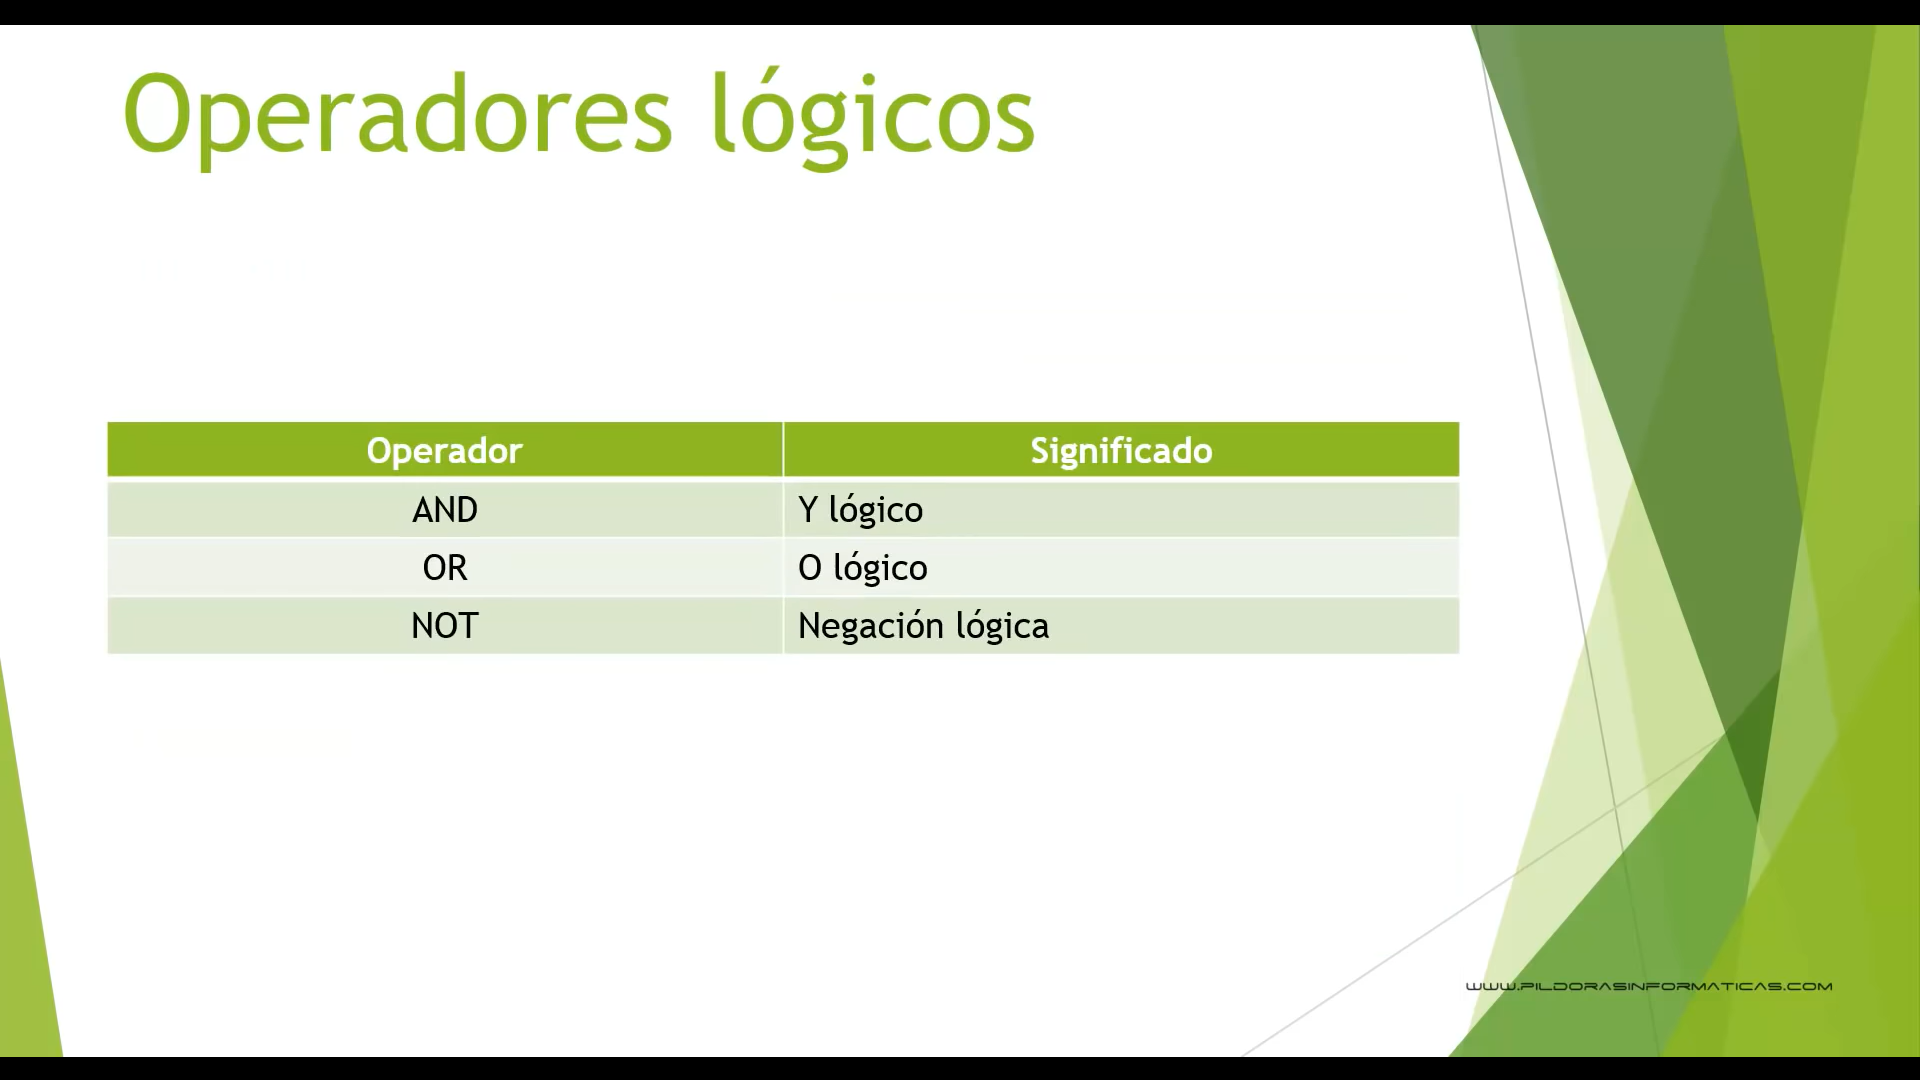 Operadores lógicos
Operador Significado
AND Y lógico
OR O lógico
NOT Negación lógica
WWW.PILDORASINFORMATICAS.COM